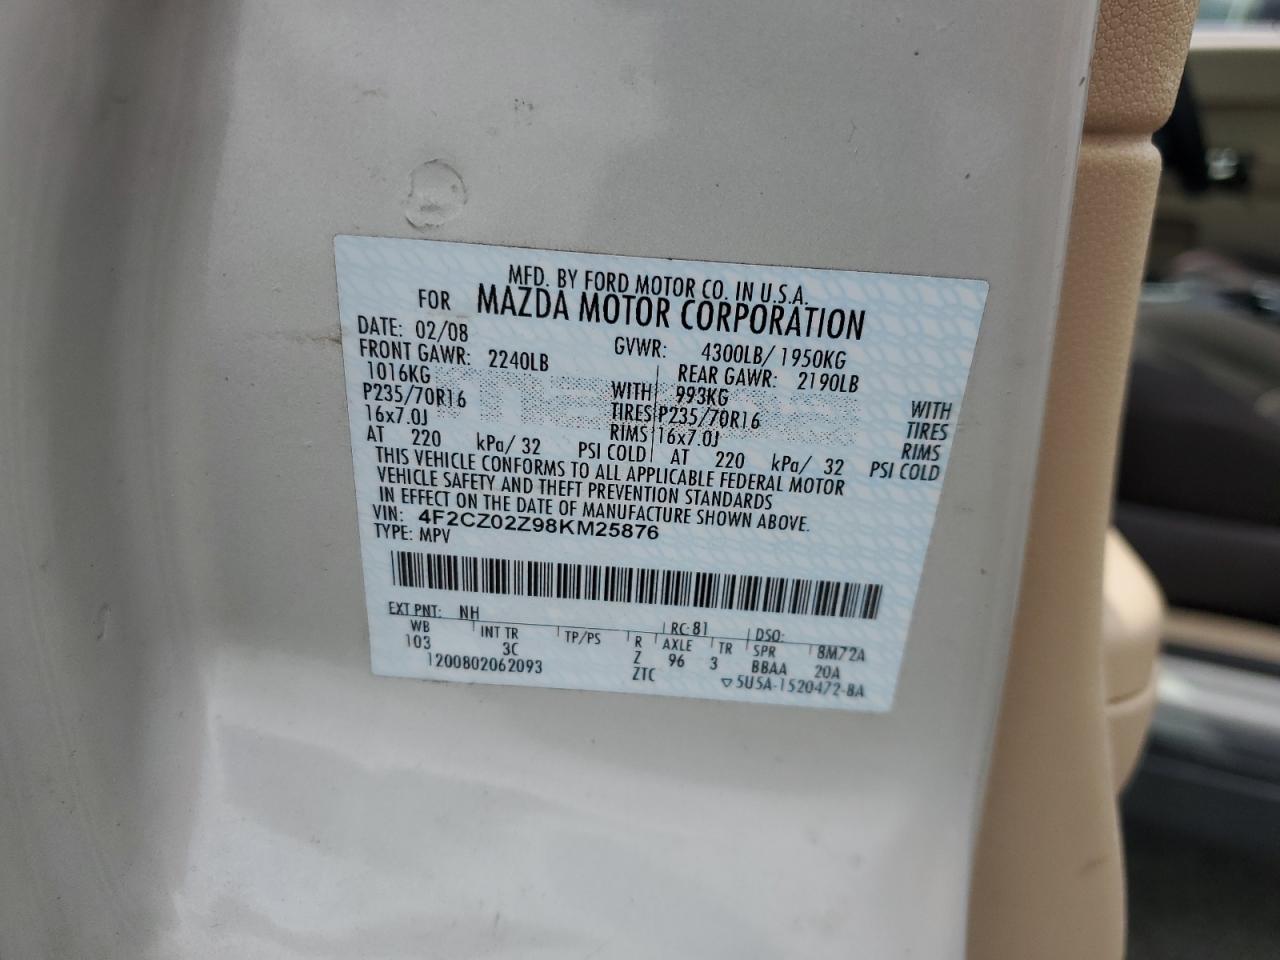 MFD. BY FORD MOTOR CO. IN U.S.A.
FOR MAZDA MOTOR CORPORATION
DATE: 02/08 GVWR: 4300LB/1950KG
FRONT GAWR: 2240LB REAR GAWR: 2190LB
1016KG WITH 993KG WITH
P235/70R16 TIRES P235/70R16 TIRES
16x7.0J RIMS 16x7.0J RIMS
AT 220 kPa/ 32 PSI COLD AT 220 kPa/ 32 PSI COLD
THIS VEHICLE CONFORMS TO ALL APPLICABLE FEDERAL MOTOR
VEHICLE SAFETY AND THEFT PREVENTION STANDARDS
IN EFFECT ON THE DATE OF MANUFACTURE SHOWN ABOVE.
VIN: 4F2CZ02Z98KM25876
TYPE: MPV
EXT PNT: NH RC: 81 DSO:
WB INT TR TP/PS R AXLE TR SPR 8M72A
103 3C Z 96 3 BBAA 20A
1200802062093 ZTC ▽5U5A-1520472-BA